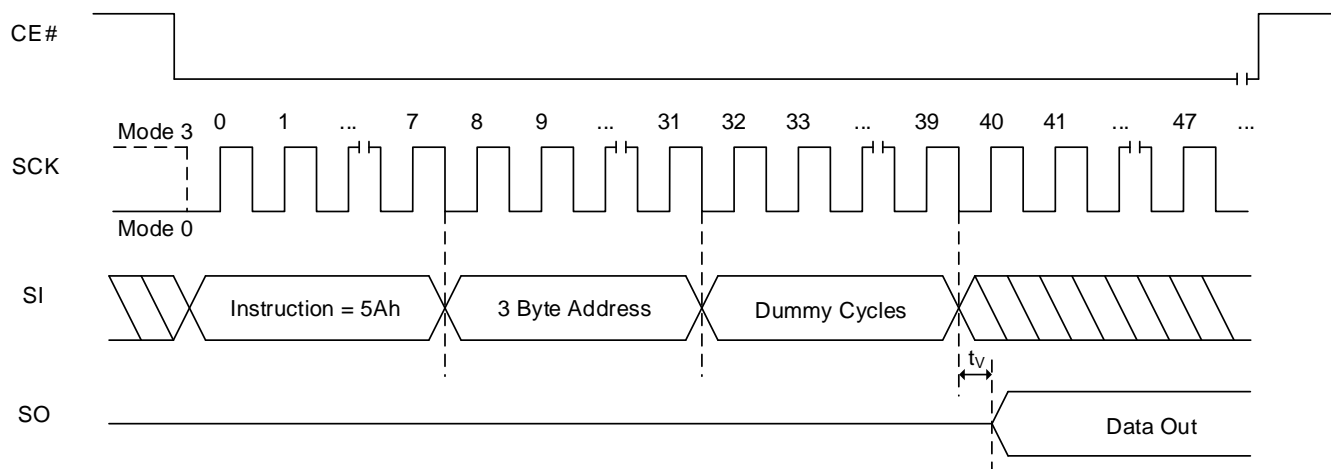 CE#
0 1 ... 7 8 9 ... 31 32 33 ... 39 40 41 ... 47 ...
Mode 3
SCK
Mode 0
SI
Instruction = 5Ah
3 Byte Address
Dummy Cycles
tV
SO
Data Out